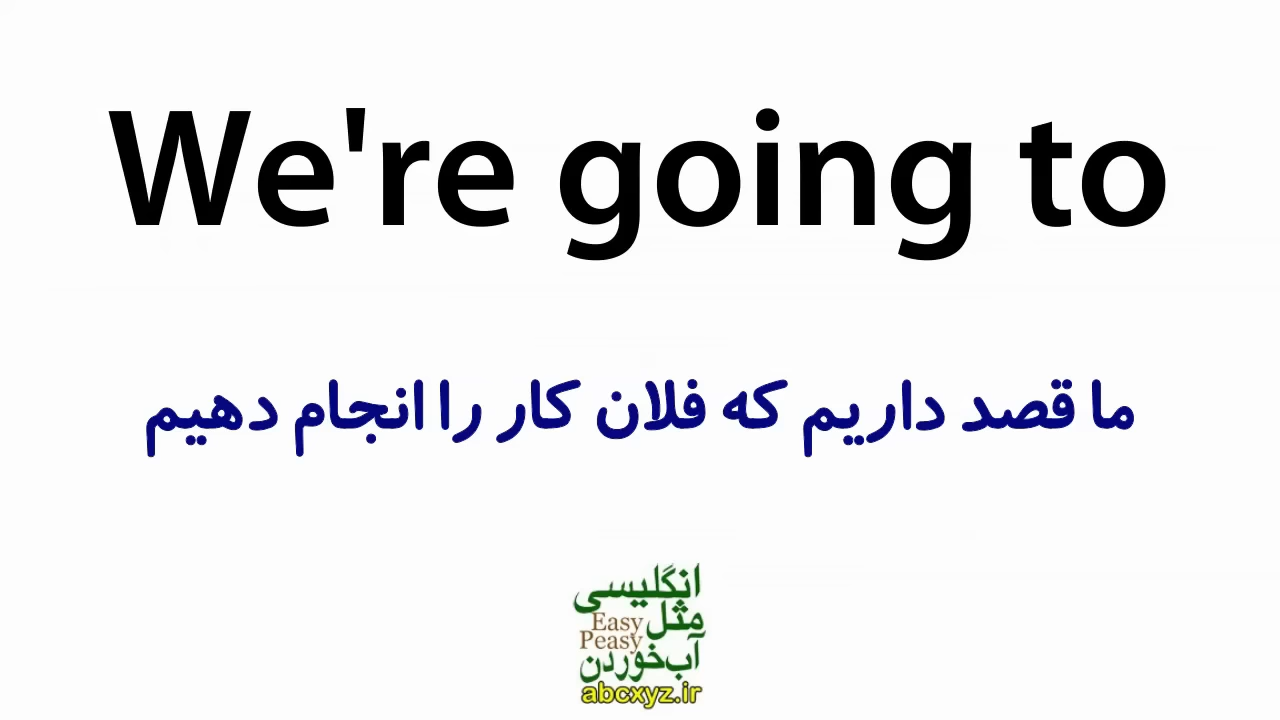 We're going to
ما قصد داریم که فلان کار را انجام دهیم
انگلیسی
مثل
Easy
Peasy
آب‌خوردن
abcxyz.ir